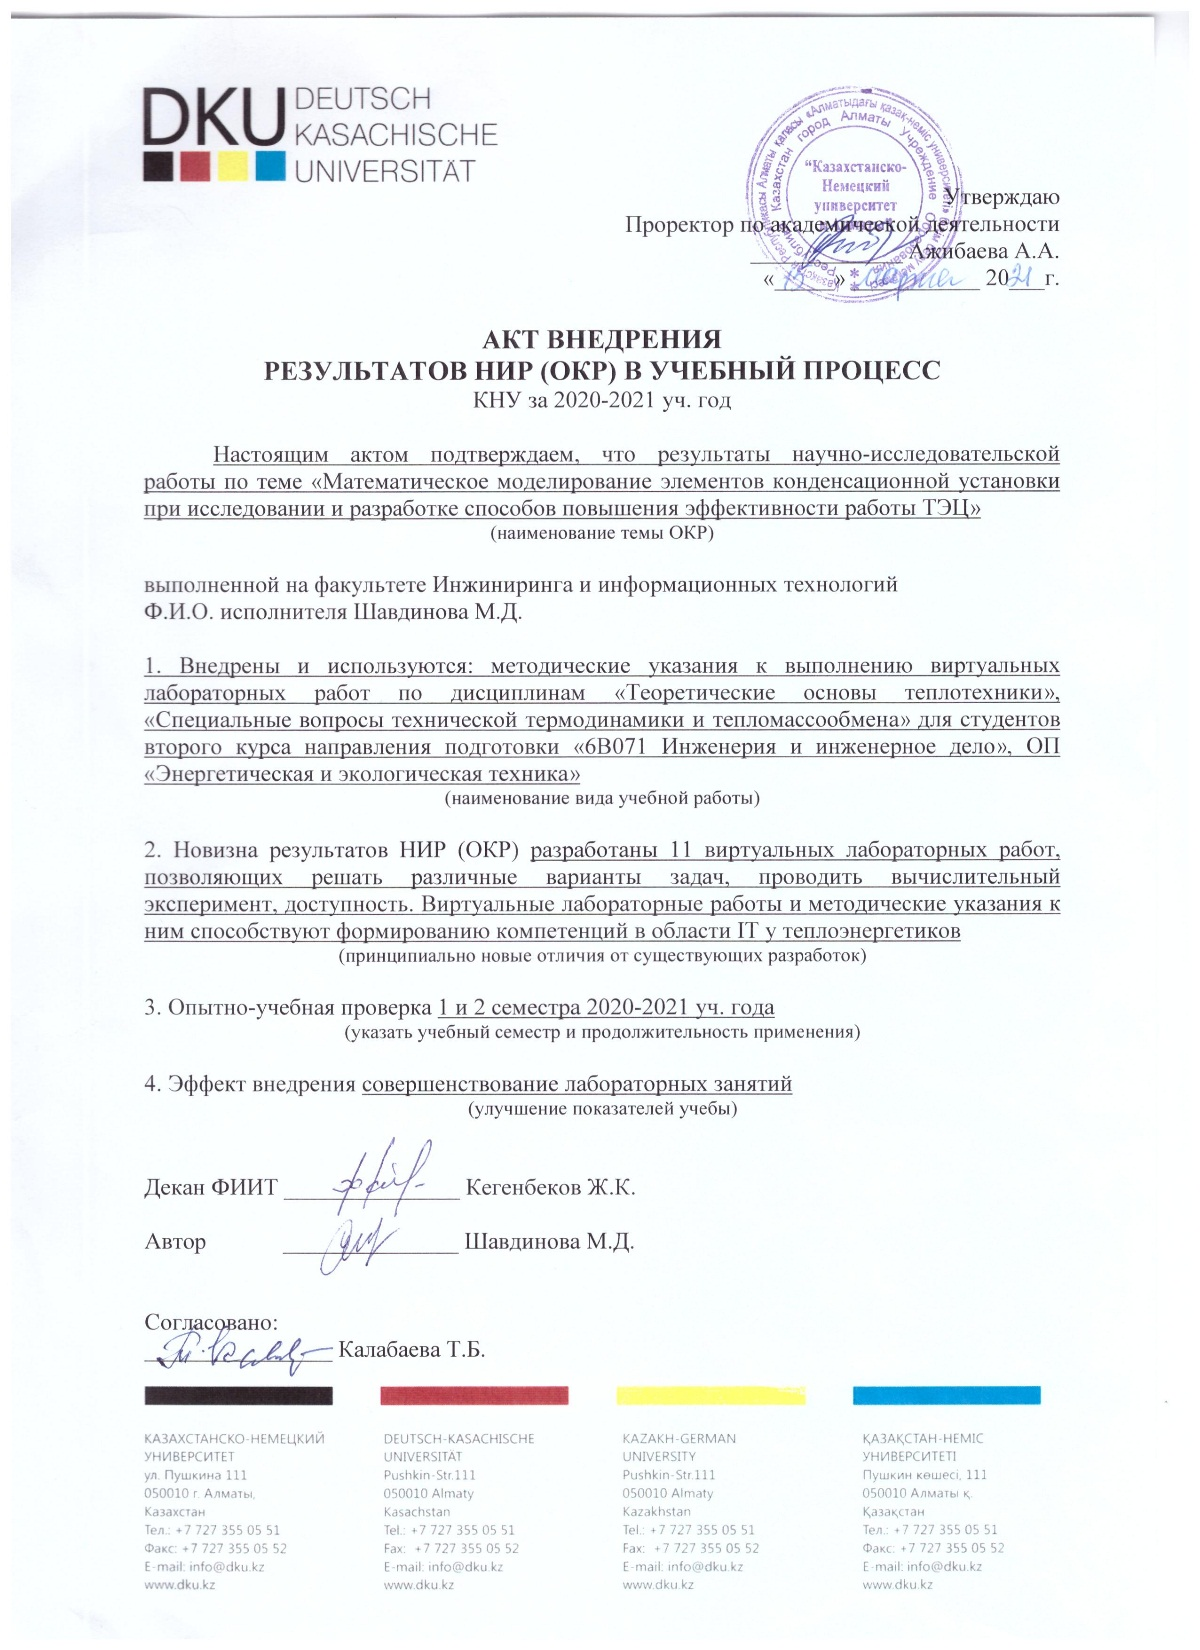 DKU DEUTSCH
KASACHISCHE
UNIVERSITÄT
"Казахстанско-
Немецкий
университет
Утверждаю
Проректор по академической деятельности
Ажибаева А.А.
«___» ___ 2021 г.
АКТ ВНЕДРЕНИЯ
РЕЗУЛЬТАТОВ НИР (ОКР) В УЧЕБНЫЙ ПРОЦЕСС
КНУ за 2020-2021 уч. год
Настоящим актом подтверждаем, что результаты научно-исследовательской
работы по теме «Математическое моделирование элементов конденсационной установки
при исследовании и разработке способов повышения эффективности работы ТЭЦ»
(наименование темы ОКР)
выполненной на факультете Инжиниринга и информационных технологий
Ф.И.О. исполнителя Шавдинова М.Д.
1. Внедрены и используются: методические указания к выполнению виртуальных
лабораторных работ по дисциплинам «Теоретические основы теплотехники»,
«Специальные вопросы технической термодинамики и тепломассообмена» для студентов
второго курса направления подготовки «6В071 Инженерия и инженерное дело», ОП
«Энергетическая и экологическая техника»
(наименование вида учебной работы)
2. Новизна результатов НИР (ОКР) разработаны 11 виртуальных лабораторных работ,
позволяющих решать различные варианты задач, проводить вычислительный
эксперимент, доступность. Виртуальные лабораторные работы и методические указания к
ним способствуют формированию компетенций в области IT у теплоэнергетиков
(принципиально новые отличия от существующих разработок)
3. Опытно-учебная проверка 1 и 2 семестра 2020-2021 уч. года
(указать учебный семестр и продолжительность применения)
4. Эффект внедрения совершенствование лабораторных занятий
(улучшение показателей учебы)
Декан ФИИТ _______________ Кегенбеков Ж.К.
Автор _______________ Шавдинова М.Д.
Согласовано:
________________ Калабаева Т.Б.
КАЗАХСТАНСКО-НЕМЕЦКИЙ
УНИВЕРСИТЕТ
ул. Пушкина 111
050010 г. Алматы,
Казахстан
Тел.: +7 727 355 05 51
Факс: +7 727 355 05 52
E-mail: info@dku.kz
www.dku.kz
DEUTSCH-KASACHISCHE
UNIVERSITÄT
Pushkin-Str.111
050010 Almaty
Kasachstan
Tel.: +7 727 355 05 51
Fax: +7 727 355 05 52
E-mail: info@dku.kz
www.dku.kz
KAZAKH-GERMAN
UNIVERSITY
Pushkin-Str.111
050010 Almaty
Kazakhstan
Tel.: +7 727 355 05 51
Fax: +7 727 355 05 52
E-mail: info@dku.kz
www.dku.kz
ҚАЗАҚСТАН-НЕМІС
УНИВЕРСИТЕТІ
Пушкин көшесі, 111
050010 Алматы қ.
Қазақстан
Тел.: +7 727 355 05 51
Факс: +7 727 355 05 52
E-mail: info@dku.kz
www.dku.kz